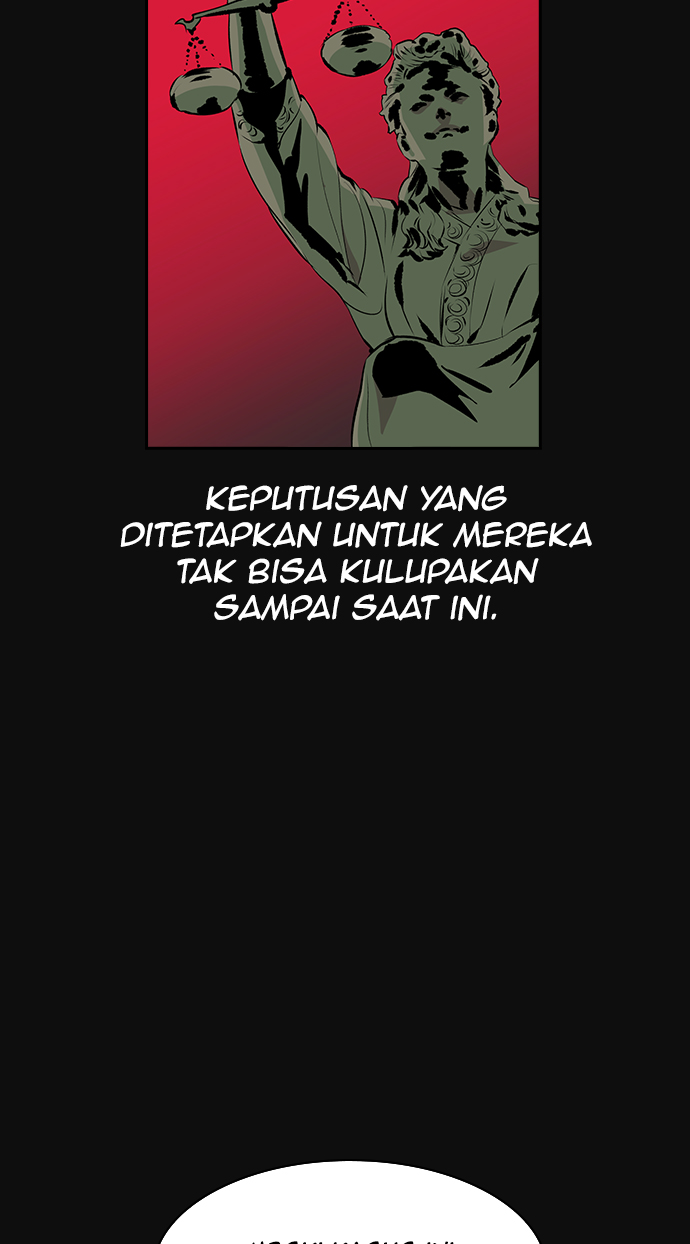 KEPUTUSAN YANG
DITETAPKAN UNTUK MEREKA
TAK BISA KULUPAKAN
SAMPAI SAAT INI.